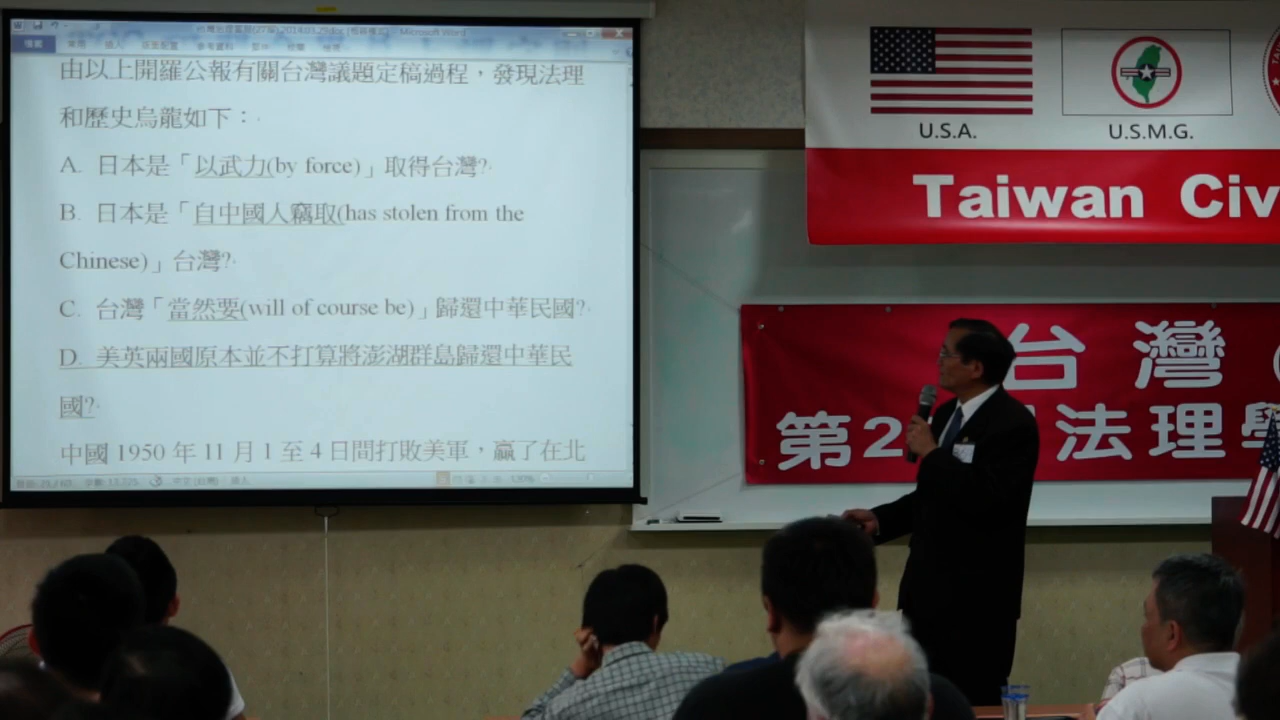 Microsoft Word
由以上開羅公報有關台灣議題定稿過程，發現法理
和歷史烏龍如下：
A. 日本是「以武力(by force)」取得台灣?
B. 日本是「自中國人竊取(has stolen from the
Chinese)」台灣?
C. 台灣「當然要(will of course be)」歸還中華民國?
D. 美英兩國原本並不打算將澎湖群島歸還中華民
國?
中國 1950 年 11 月 1 至 4 日間打敗美軍，贏了在北
U.S.A.
U.S.M.G.
Taiwan Civ
台灣
第2
法理學